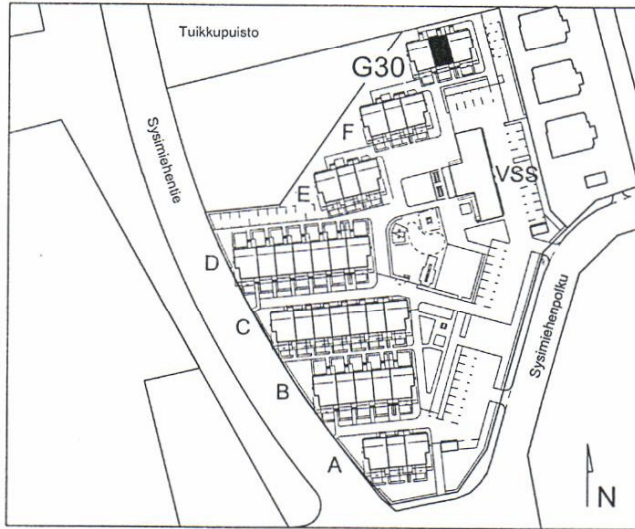 Tuikkupuisto
G30
F
Sysimiehentie
VSS
E
D
C
Sysimiehenpolku
B
A
N